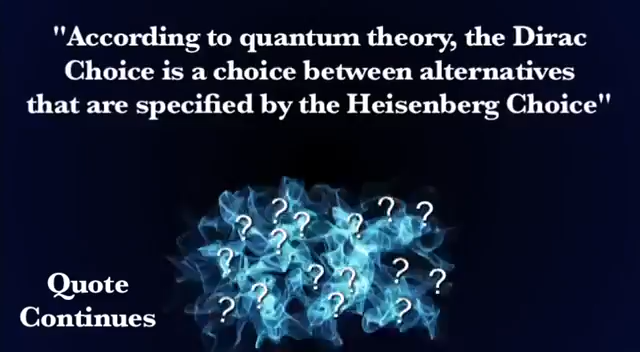 "According to quantum theory, the Dirac
Choice is a choice between alternatives
that are specified by the Heisenberg Choice"
? ? ? ? ? ? ? ? ? ? ? ? ? ? ? ?
Quote
Continues